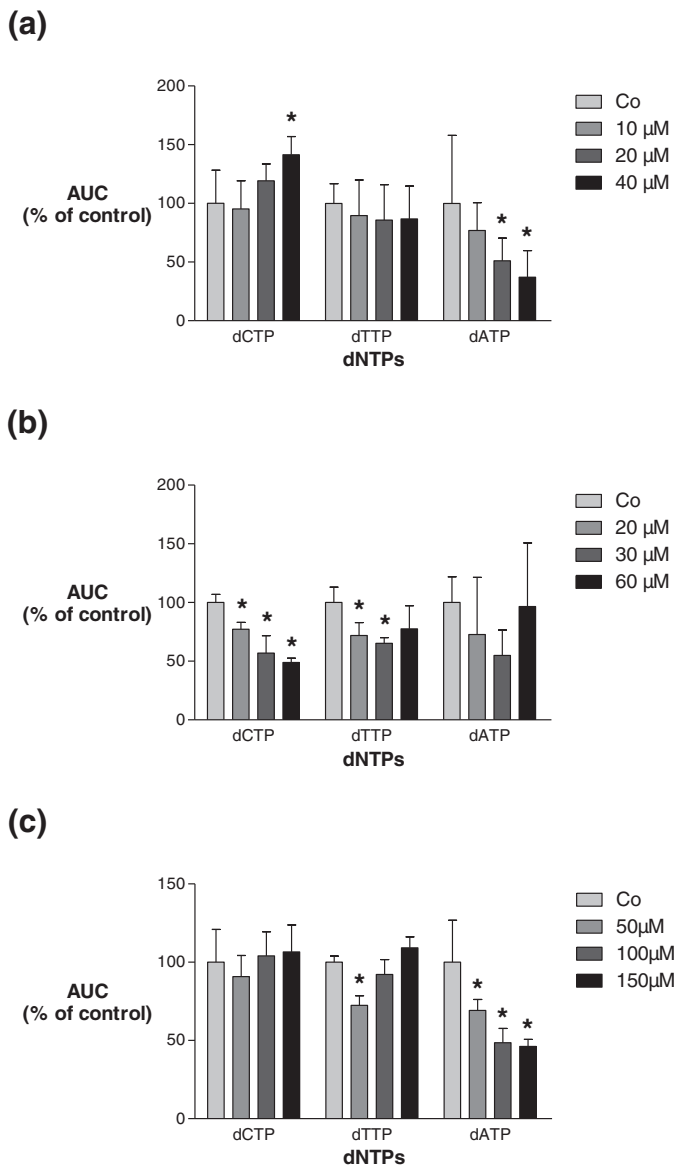 (a)
200
150
100
50
0
AUC
(% of control)
*
*
*
dCTP
dTTP
dATP
dNTPs
Co
10 µM
20 µM
40 µM
(b)
200
150
100
50
0
AUC
(% of control)
*
*
*
*
*
dCTP
dTTP
dATP
dNTPs
Co
20 µM
30 µM
60 µM
(c)
150
100
50
0
AUC
(% of control)
*
*
*
*
dCTP
dTTP
dATP
dNTPs
Co
50µM
100µM
150µM